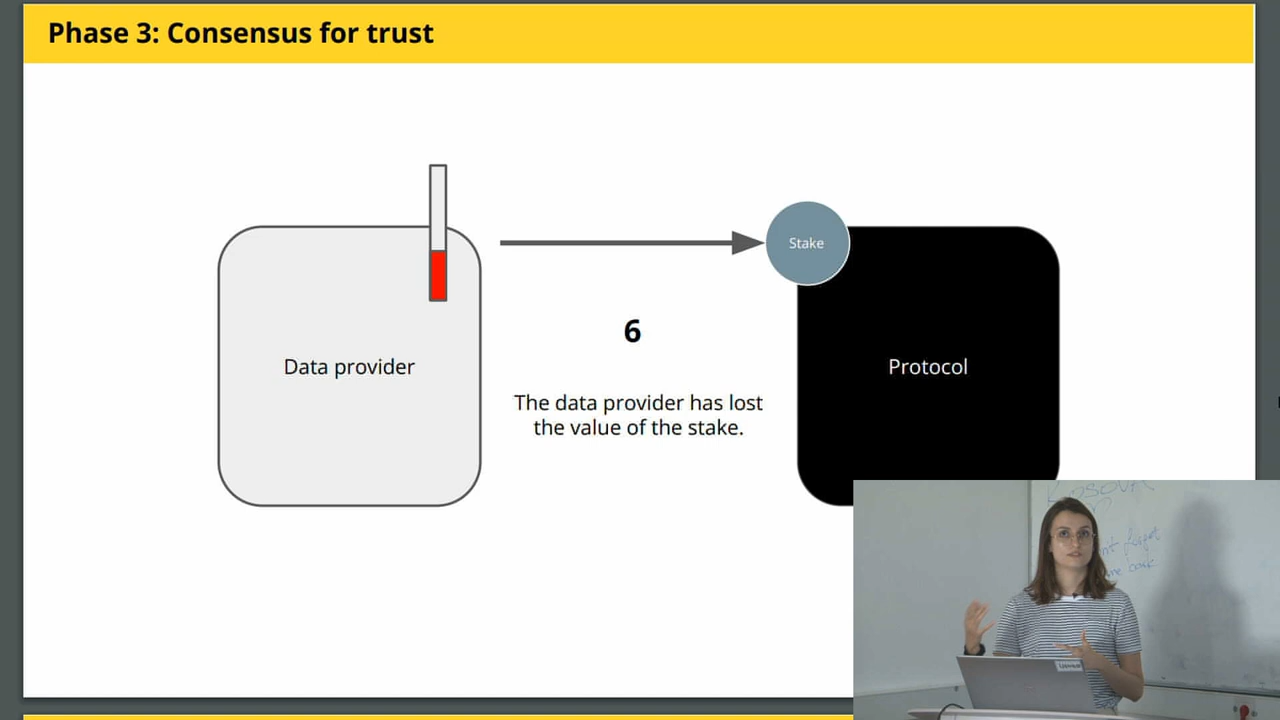 Phase 3: Consensus for trust
Stake
6
Data provider
Protocol
The data provider has lost
the value of the stake.